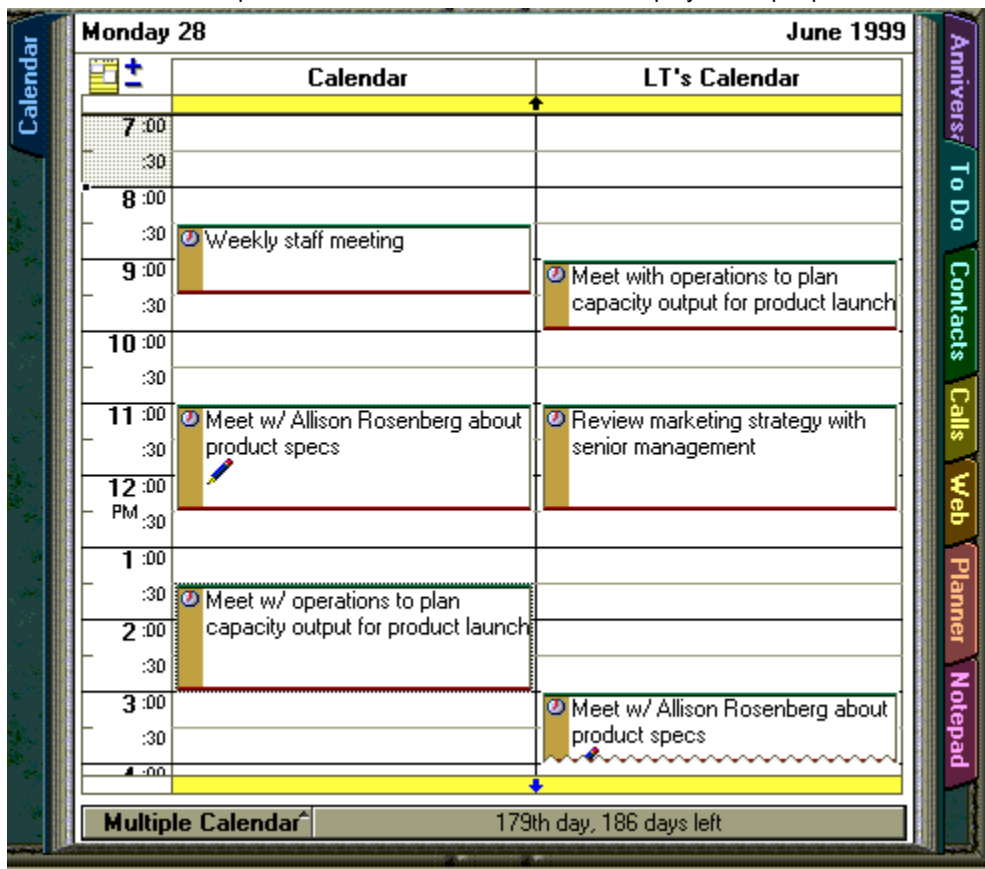 Monday 28 June 1999
Calendar LT's Calendar
7 :00
:30
8 :00
:30 Weekly staff meeting
9 :00 Meet with operations to plan
:30 capacity output for product launch
10 :00
:30
11 :00 Meet w/ Allison Rosenberg about Review marketing strategy with
:30 product specs senior management
12 :00
PM :30
1 :00
:30 Meet w/ operations to plan
2 :00 capacity output for product launch
:30
3 :00 Meet w/ Allison Rosenberg about
:30 product specs
4 :00
Multiple Calendar 179th day, 186 days left
Calendar
Annivers
To Do
Contacts
Calls
Web
Planner
Notepad